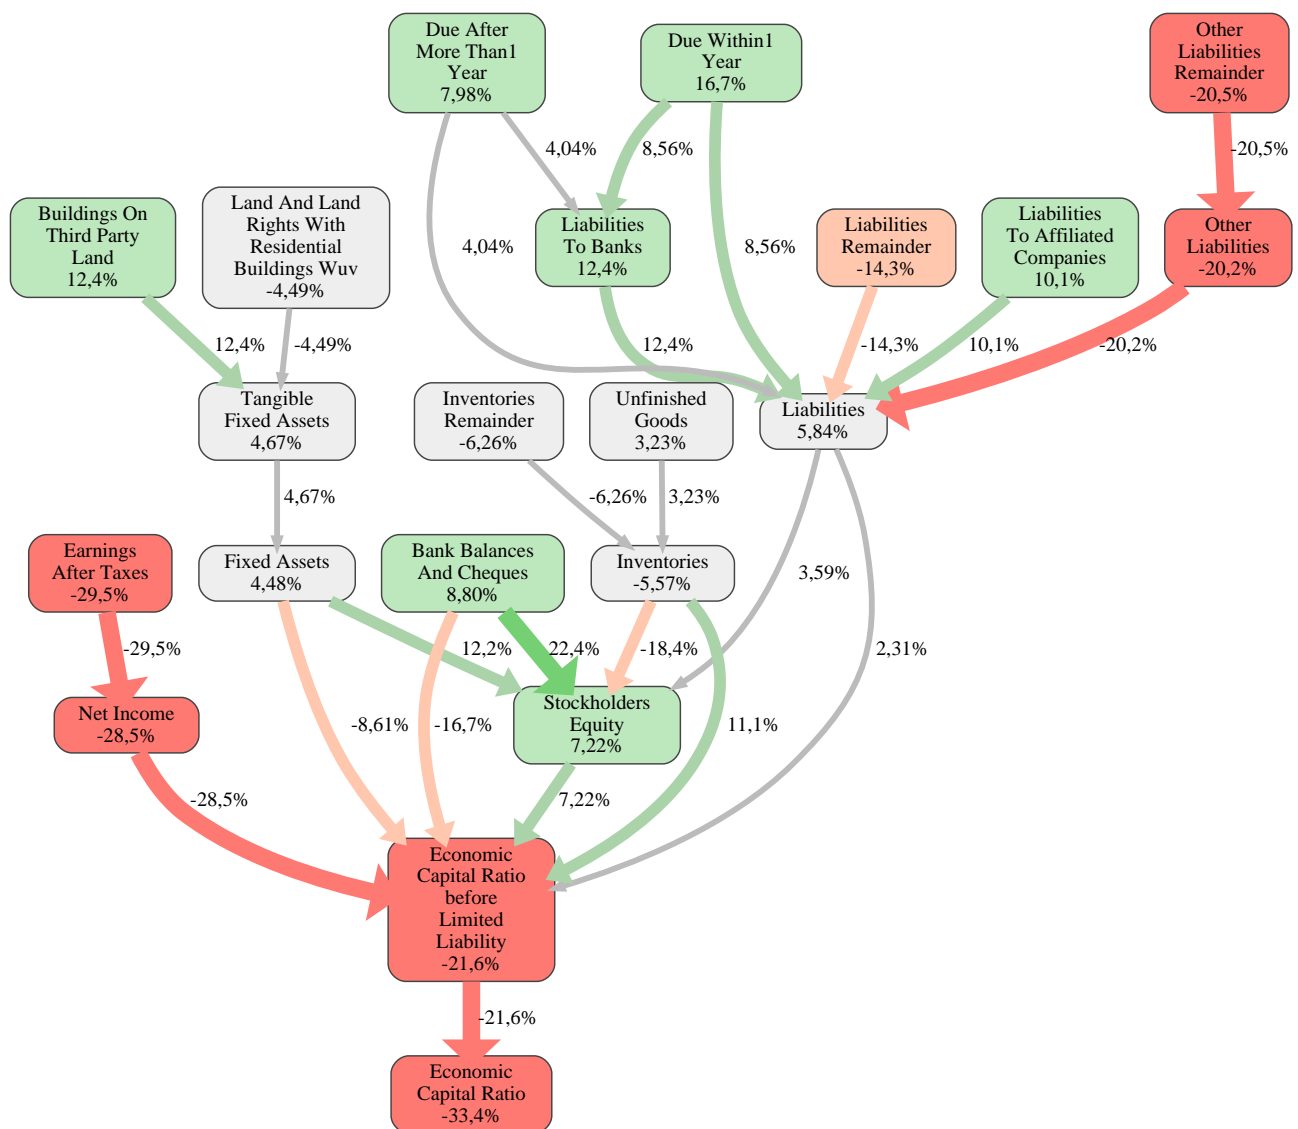 Due After
More Than1
Year
7,98%
Due Within1
Year
16,7%
Other
Liabilities
Remainder
-20,5%
4,04%
8,56%
-20,5%
Buildings On
Third Party
Land
12,4%
Land And Land
Rights With
Residential
Buildings Wuv
-4,49%
4,04%
Liabilities
To Banks
12,4%
8,56%
Liabilities
Remainder
-14,3%
Liabilities
To Affiliated
Companies
10,1%
Other
Liabilities
-20,2%
12,4%
-4,49%
12,4%
-14,3%
10,1%
-20,2%
Tangible
Fixed Assets
4,67%
Inventories
Remainder
-6,26%
Unfinished
Goods
3,23%
Liabilities
5,84%
4,67%
-6,26%
3,23%
Earnings
After Taxes
-29,5%
Fixed Assets
4,48%
Bank Balances
And Cheques
8,80%
Inventories
-5,57%
3,59%
-29,5%
12,2%
22,4%
-18,4%
2,31%
Net Income
-28,5%
-8,61%
-16,7%
Stockholders
Equity
7,22%
11,1%
-28,5%
7,22%
Economic
Capital Ratio
before
Limited
Liability
-21,6%
-21,6%
Economic
Capital Ratio
-33,4%